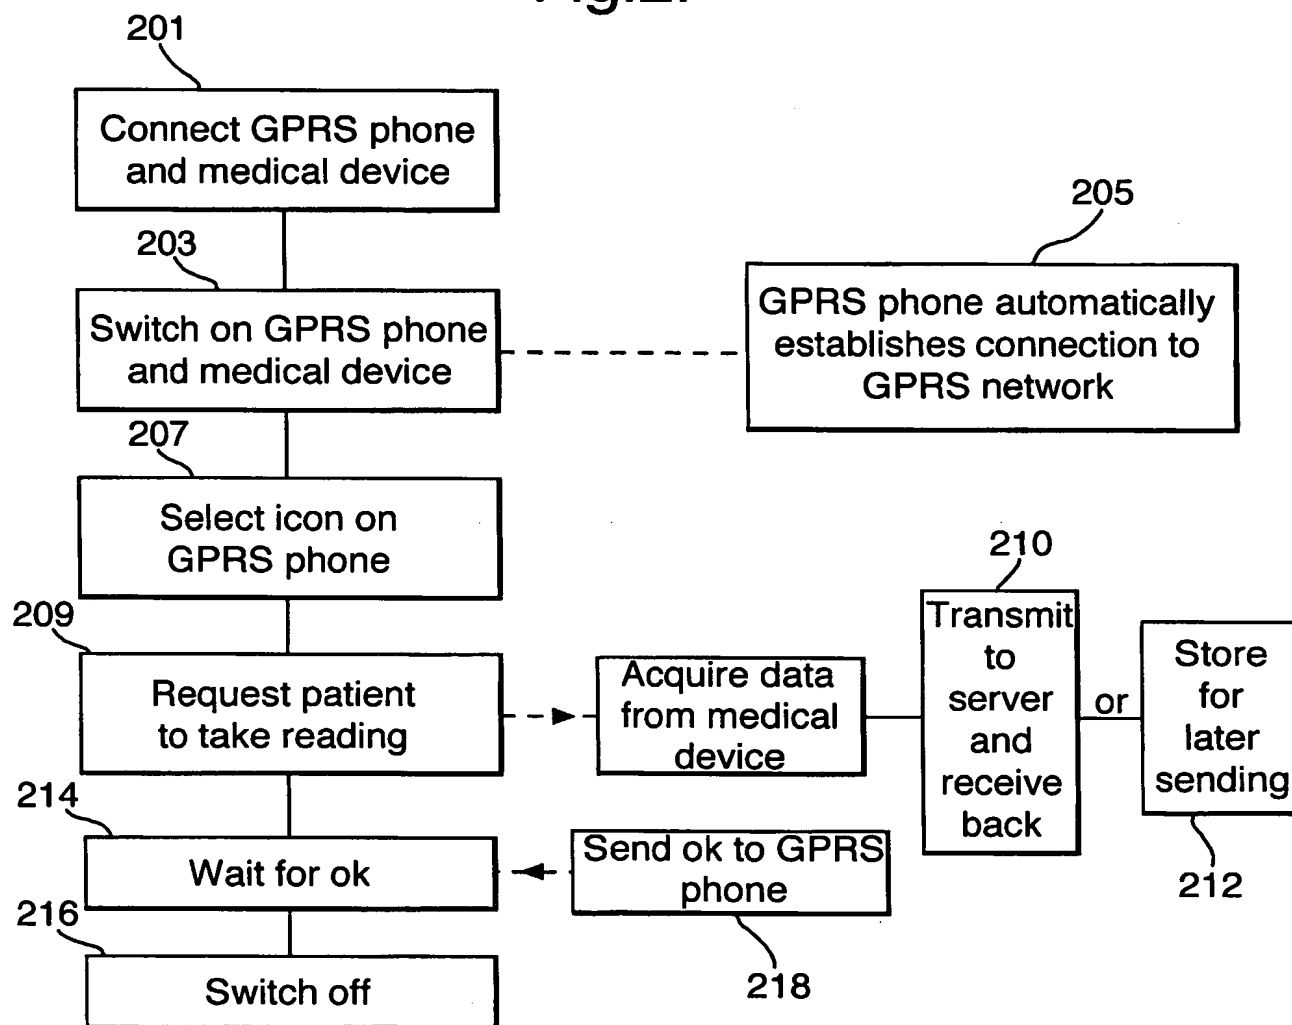 201
Connect GPRS phone
and medical device
203
205
Switch on GPRS phone
and medical device
GPRS phone automatically
establishes connection to
GPRS network
207
Select icon on
GPRS phone
209
210
Request patient
to take reading
Acquire data
from medical
device
Transmit
to
server
and
receive
back
or
Store
for
later
sending
212
214
Wait for ok
Send ok to GPRS
phone
218
216
Switch off